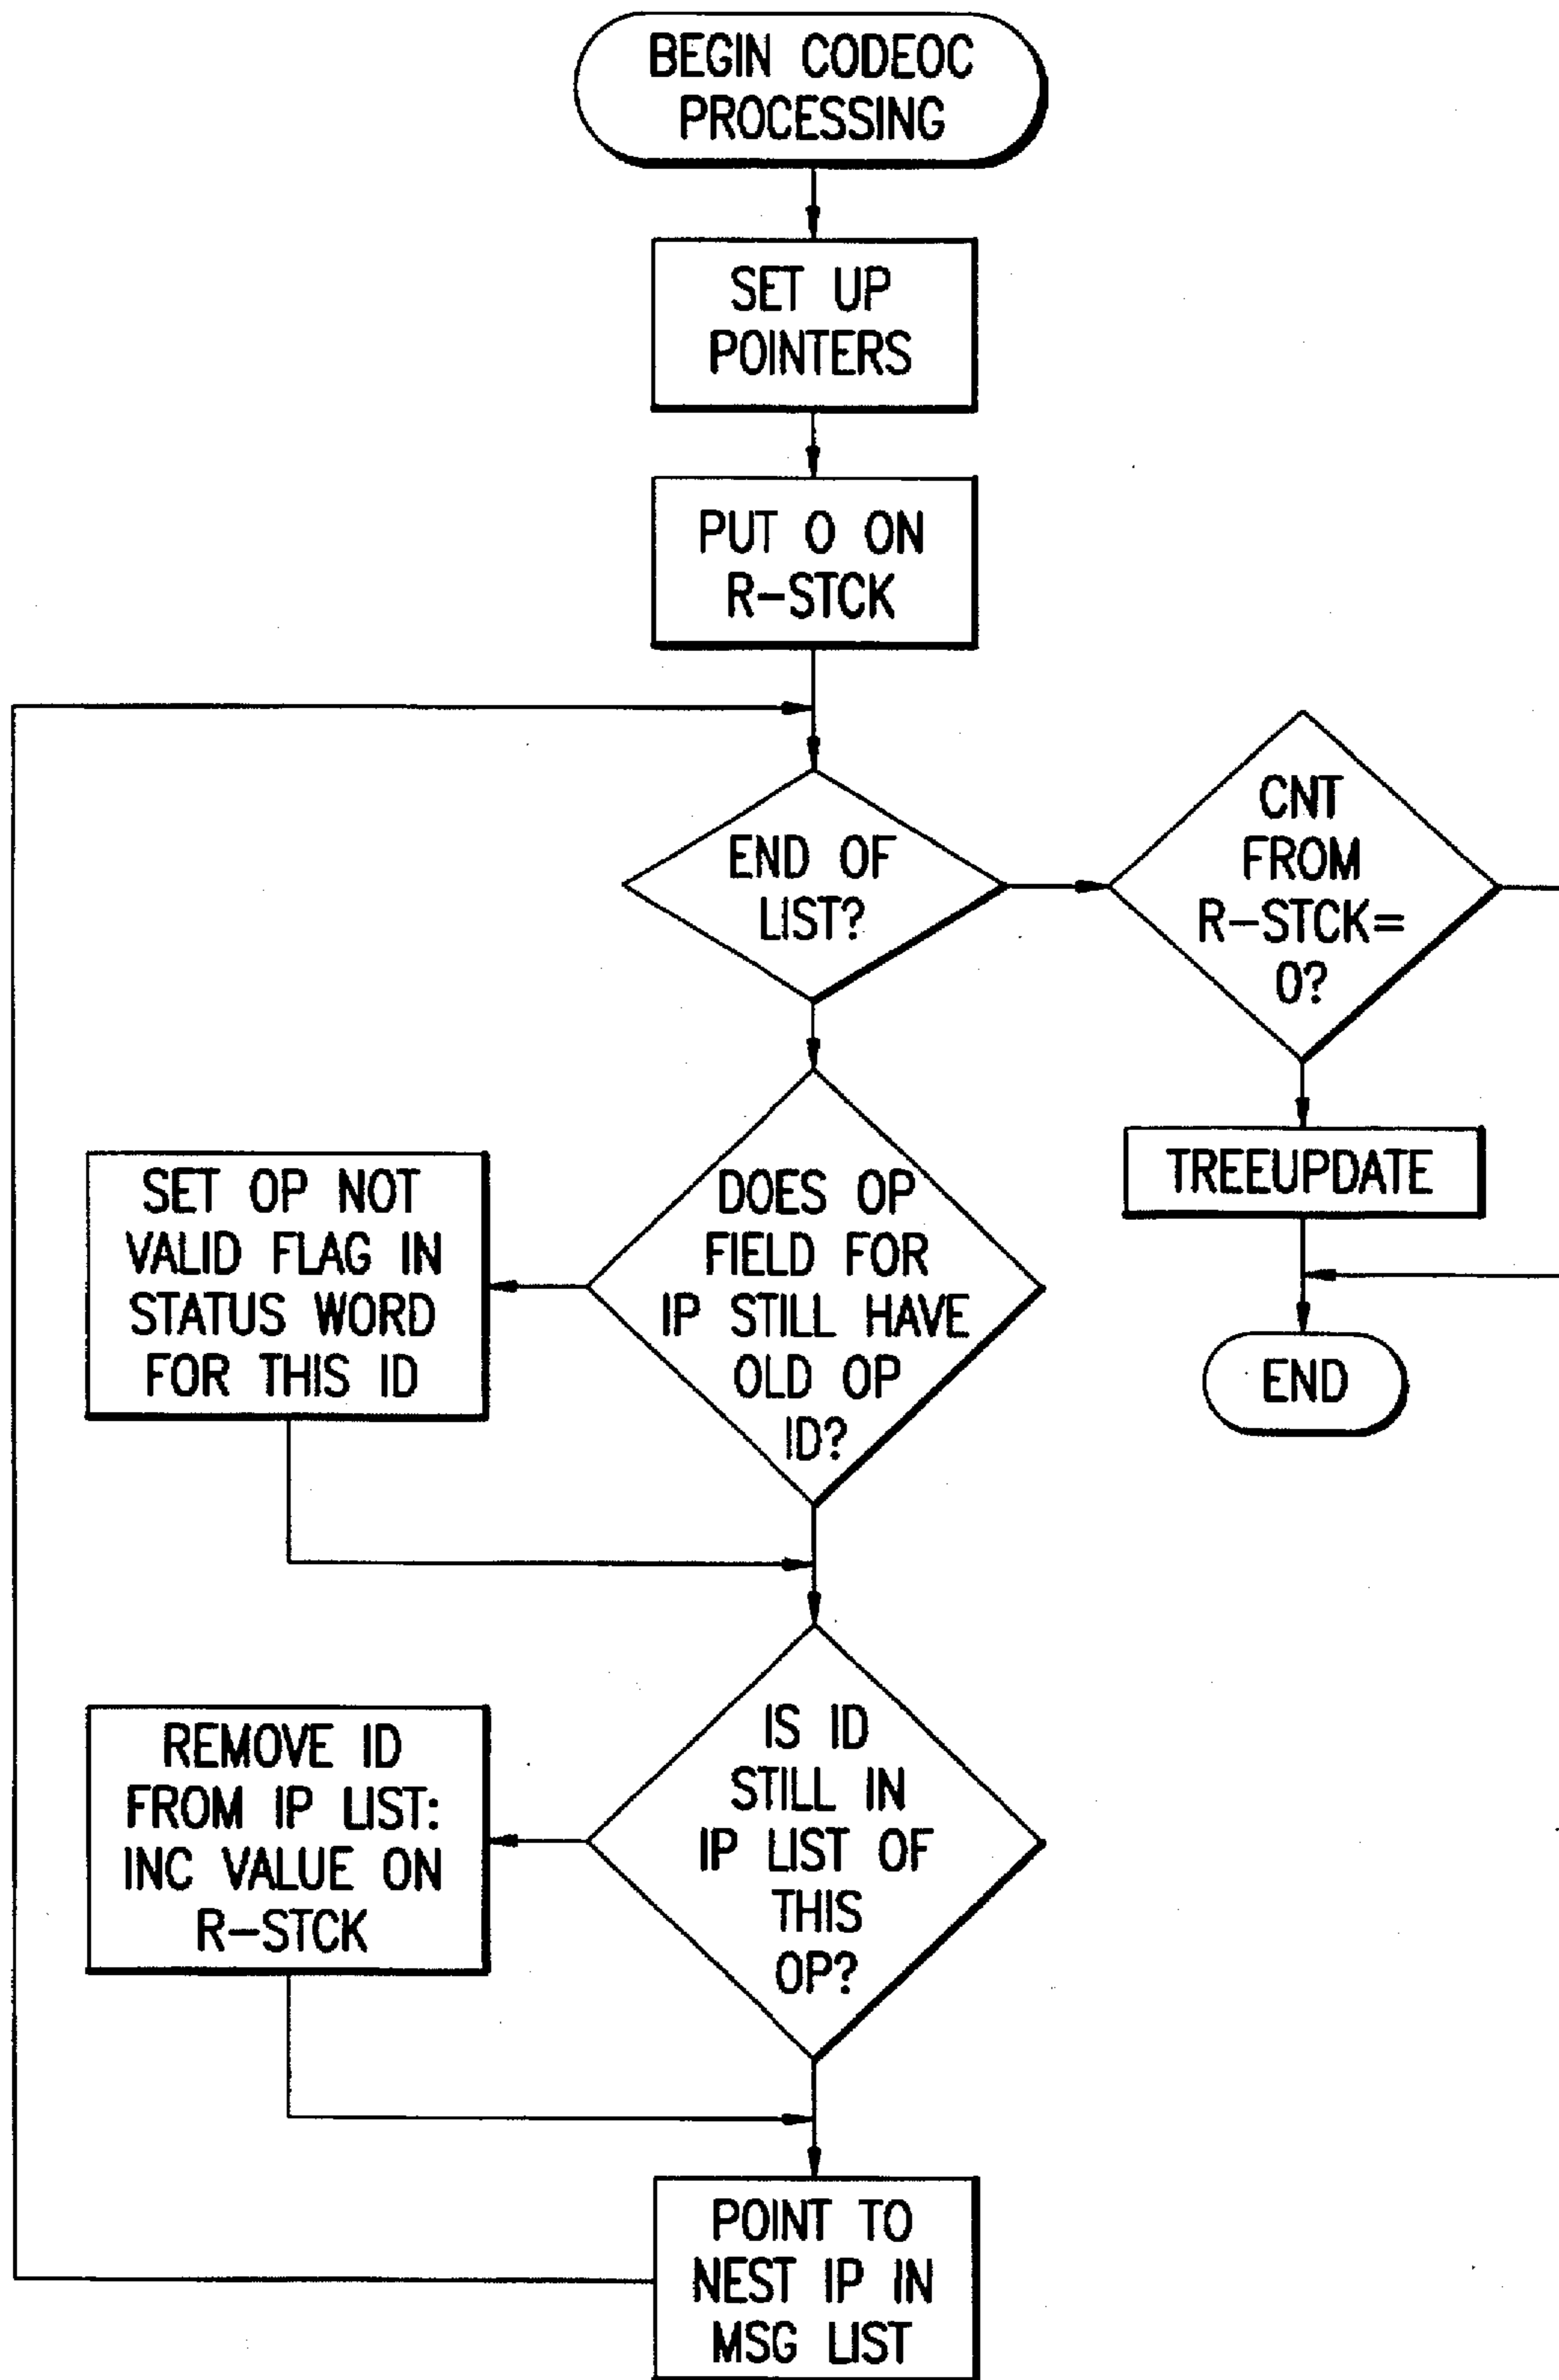 BEGIN CODEOC
PROCESSING
SET UP
POINTERS
PUT 0 ON
R-STCK
END OF
LIST?
CNT
FROM
R-STCK=
0?
TREEUPDATE
END
DOES OP
FIELD FOR
IP STILL HAVE
OLD OP
ID?
SET OP NOT
VALID FLAG IN
STATUS WORD
FOR THIS ID
IS ID
STILL IN
IP LIST OF
THIS
OP?
REMOVE ID
FROM IP LIST:
INC VALUE ON
R-STCK
POINT TO
NEST IP IN
MSG LIST